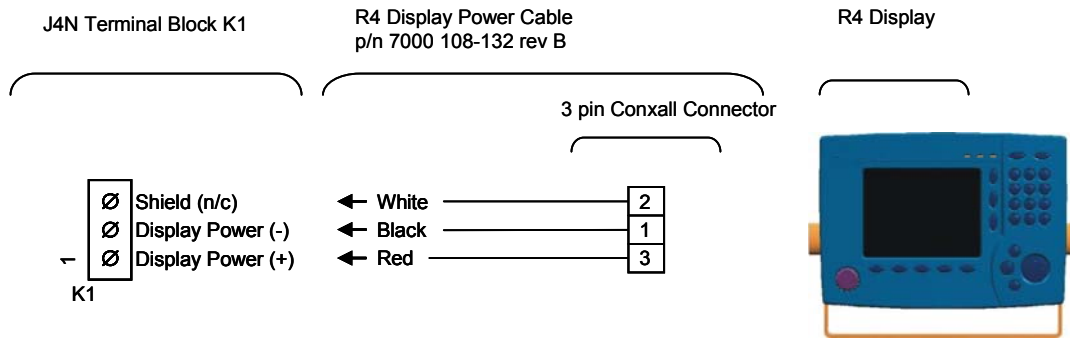 J4N Terminal Block K1
R4 Display Power Cable
p/n 7000 108-132 rev B
R4 Display
3 pin Conxall Connector
Shield (n/c) White 2
Display Power (-) Black 1
1 Display Power (+) Red 3
K1